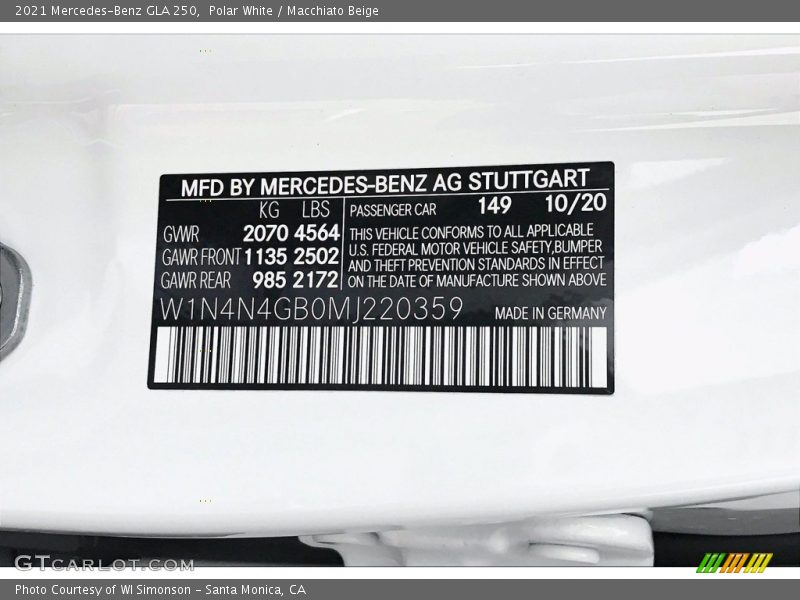 2021 Mercedes-Benz GLA 250, Polar White / Macchiato Beige
MFD BY MERCEDES-BENZ AG STUTTGART
KG LBS
GVWR 2070 4564
GAWR FRONT 1135 2502
GAWR REAR 985 2172
PASSENGER CAR 149 10/20
THIS VEHICLE CONFORMS TO ALL APPLICABLE
U.S. FEDERAL MOTOR VEHICLE SAFETY,BUMPER
AND THEFT PREVENTION STANDARDS IN EFFECT
ON THE DATE OF MANUFACTURE SHOWN ABOVE
W1N4N4GB0MJ220359 MADE IN GERMANY
GTCARLOT.COM
Photo Courtesy of WI Simonson - Santa Monica, CA